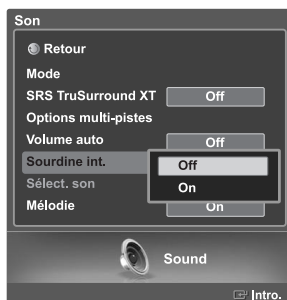 Son
Retour
Mode
SRS TruSurround XT Off
Options multi-pistes
Volume auto Off
Sourdine int. Off
Sélect. son On
Mélodie On
Sound
Intro.